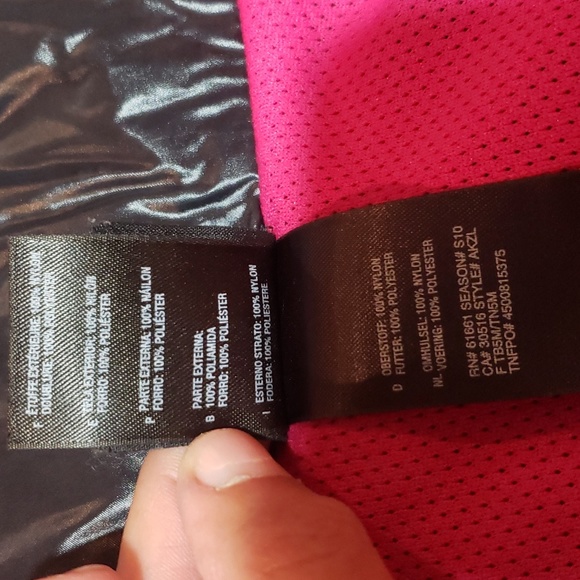 F ÉTOFFE EXTÉRIEURE: 100% NYLON
DOUBLURE: 100% POLYESTER
E TELA EXTERIOR: 100% NILÓN
FORRO: 100% POLIÉSTER
P PARTE EXTERNA: 100% NÁILON
FORRO: 100% POLIÉSTER
PARTE EXTERNA:
B 100% POLIAMIDA
FORRO: 100% POLIÉSTER
ESTERNO STRATO: 100% NYLON
I FODERA: 100% POLIESTERE
OBERSTOFF: 100% NYLON
D FUTTER: 100% POLYESTER
OMHULSEL: 100% NYLON
NL VOERING: 100% POLYESTER
RN# 61661 SEASON# S10
CA# 30516 STYLE# AKZL
F TB5M/TN5M
TNFPO# 4500815375